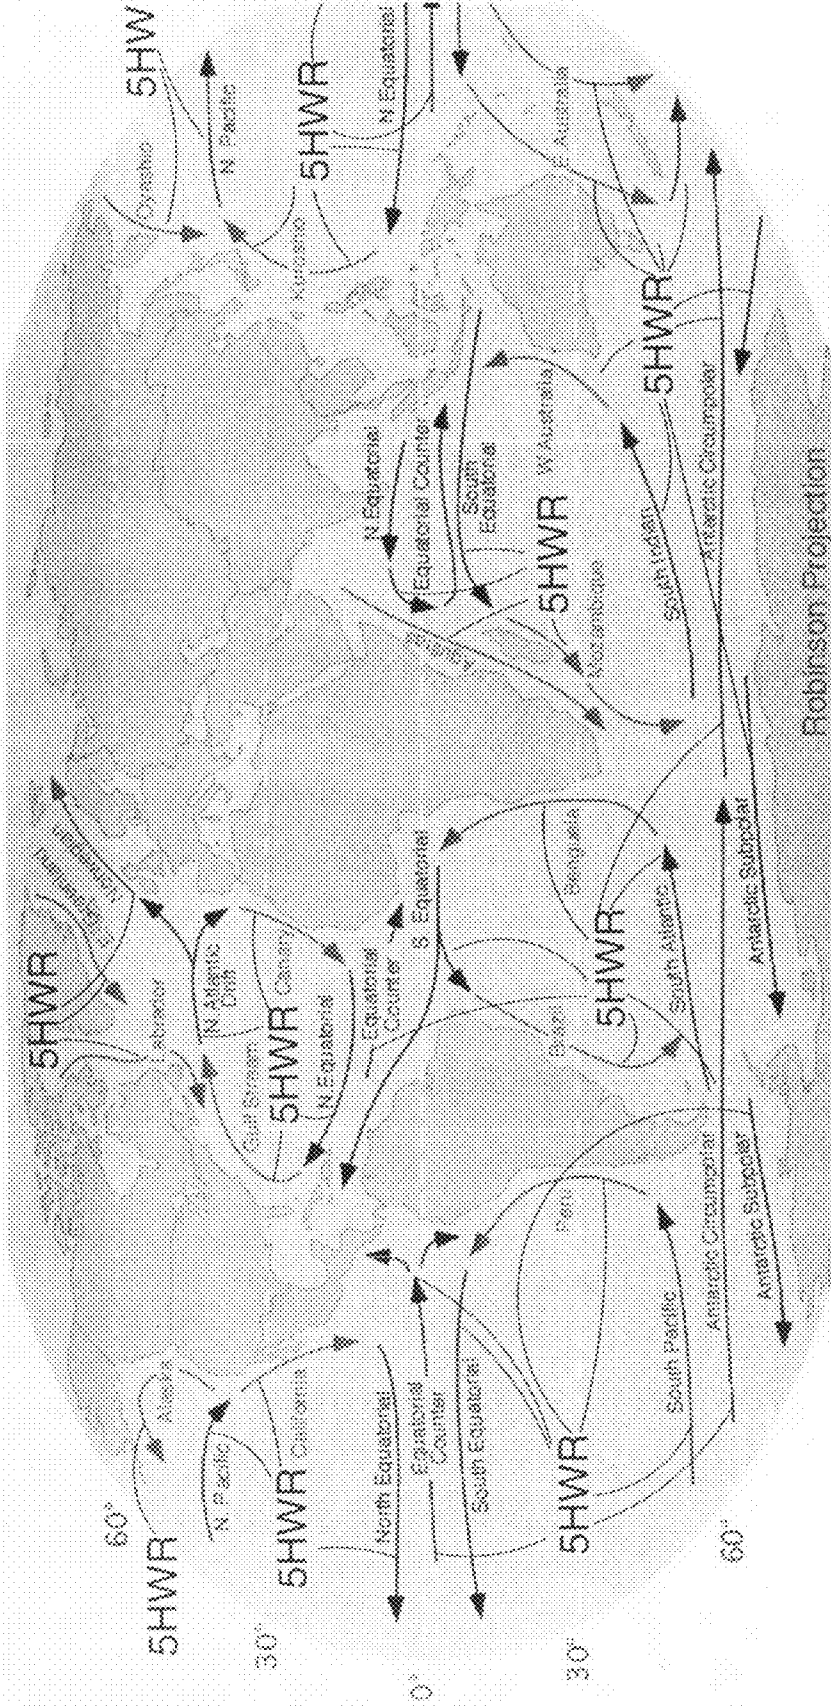 60°
30°
0°
30°
60°
5HWR
Alaska
N Pacific
5HWR
California
North Equatorial
Equatorial
Counter
South Equatorial
5HWR
Peru
South Pacific
Antarctic Circumpolar
Antarctic Subpolar
5HWR
Labrador
N Atlantic
Drift
Gulf Stream
5HWR
Canary
N Equatorial
Equatorial
Counter
S. Equatorial
Brazil
5HWR
Benguela
South Atlantic
Antarctic Subpolar
Agulhas
Mozambique
5HWR
N Equatorial
Equatorial Counter
South
Equatorial
W Australia
South Indian
Antarctic Circumpolar
5HWR
Oyashio
5HW
N Pacific
Kuroshio
5HWR
N Equatorial
E Australia
Robinson Projection